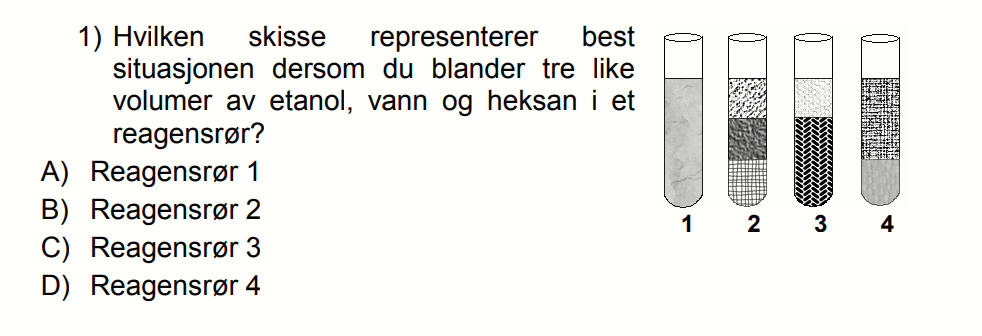 1) Hvilken skisse representerer best
situasjonen dersom du blander tre like
volumer av etanol, vann og heksan i et
reagensrør?
A) Reagensrør 1
B) Reagensrør 2
C) Reagensrør 3
D) Reagensrør 4
1 2 3 4